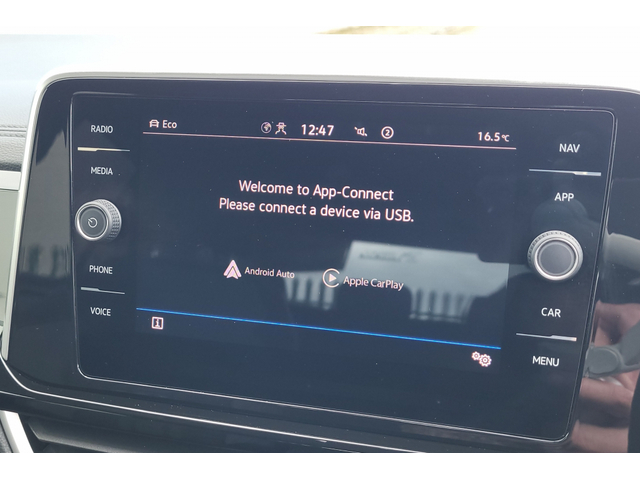 RADIO
MEDIA
PHONE
VOICE
Eco
12:47
2
16.5°C
Welcome to App-Connect
Please connect a device via USB.
Android Auto
Apple CarPlay
NAV
APP
CAR
MENU